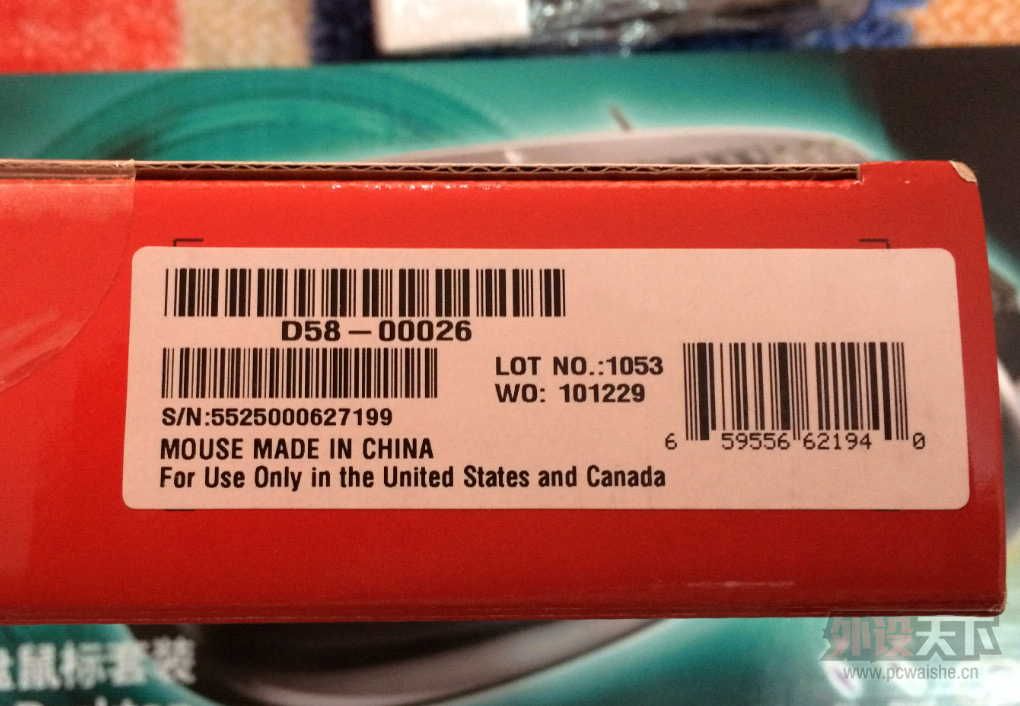 D58-00026
LOT NO.:1053
WO: 101229
S/N:5525000627199
MOUSE MADE IN CHINA
For Use Only in the United States and Canada
6 59556 62194 0
鼠标套装
外设天下
www.pcwaishe.cn